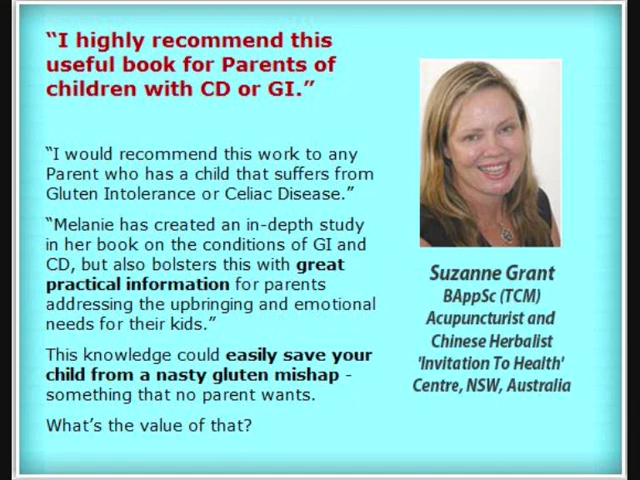 “I highly recommend this
useful book for Parents of
children with CD or GI.”
“I would recommend this work to any
Parent who has a child that suffers from
Gluten Intolerance or Celiac Disease.”
“Melanie has created an in-depth study
in her book on the conditions of GI and
CD, but also bolsters this with great
practical information for parents
addressing the upbringing and emotional
needs for their kids.”
This knowledge could easily save your
child from a nasty gluten mishap -
something that no parent wants.
What’s the value of that?
Suzanne Grant
BAppSc (TCM)
Acupuncturist and
Chinese Herbalist
'Invitation To Health'
Centre, NSW, Australia